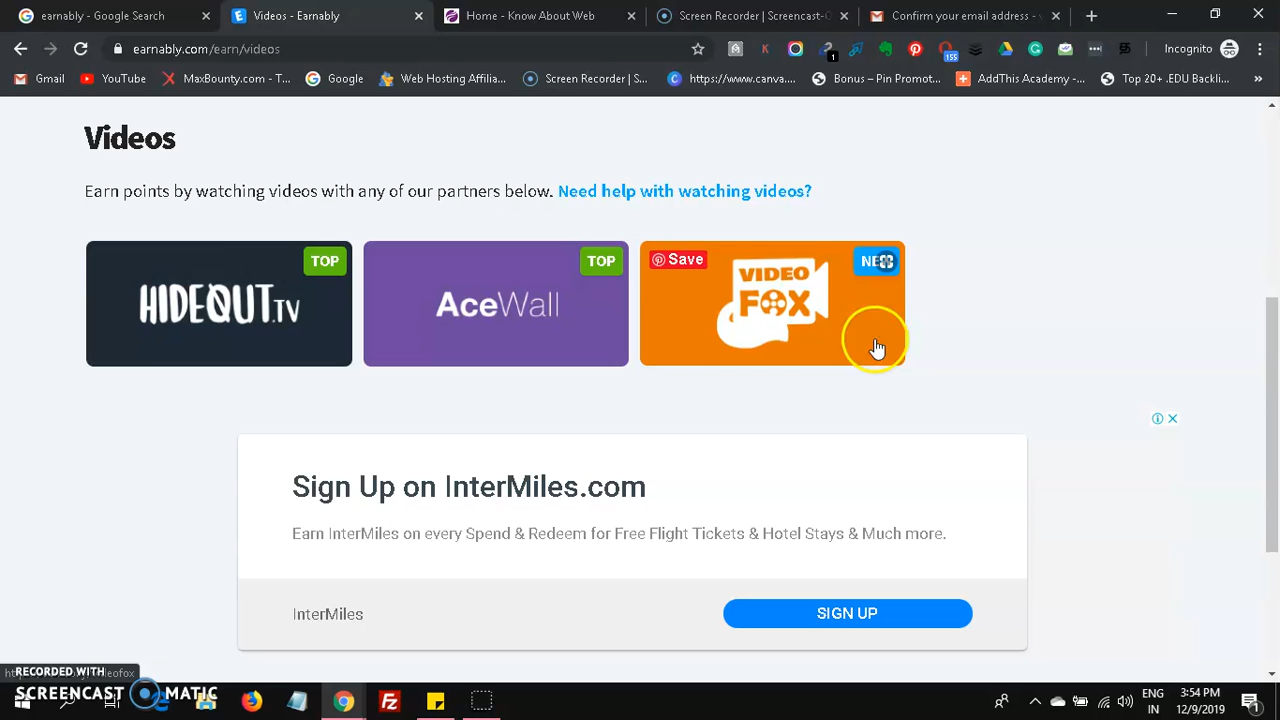 earnably - Google Search
Videos - Earnably
Home - Know About Web
Screen Recorder | Screencast-O
Confirm your email address - v
earnably.com/earn/videos
1
155
Incognito
Gmail
YouTube
MaxBounty.com - T...
Google
Web Hosting Affilia...
Screen Recorder | S...
https://www.canva....
Bonus – Pin Promot...
AddThis Academy -...
Top 20+ .EDU Backli...
Videos
Earn points by watching videos with any of our partners below. Need help with watching videos?
HIDEOUT.TV
TOP
AceWall
TOP
Save
VIDEO
FOX
Sign Up on InterMiles.com
Earn InterMiles on every Spend & Redeem for Free Flight Tickets & Hotel Stays & Much more.
InterMiles
SIGN UP
RECORDED WITH
SCREENCAST MATIC
ENG
IN
3:54 PM
12/9/2019
1